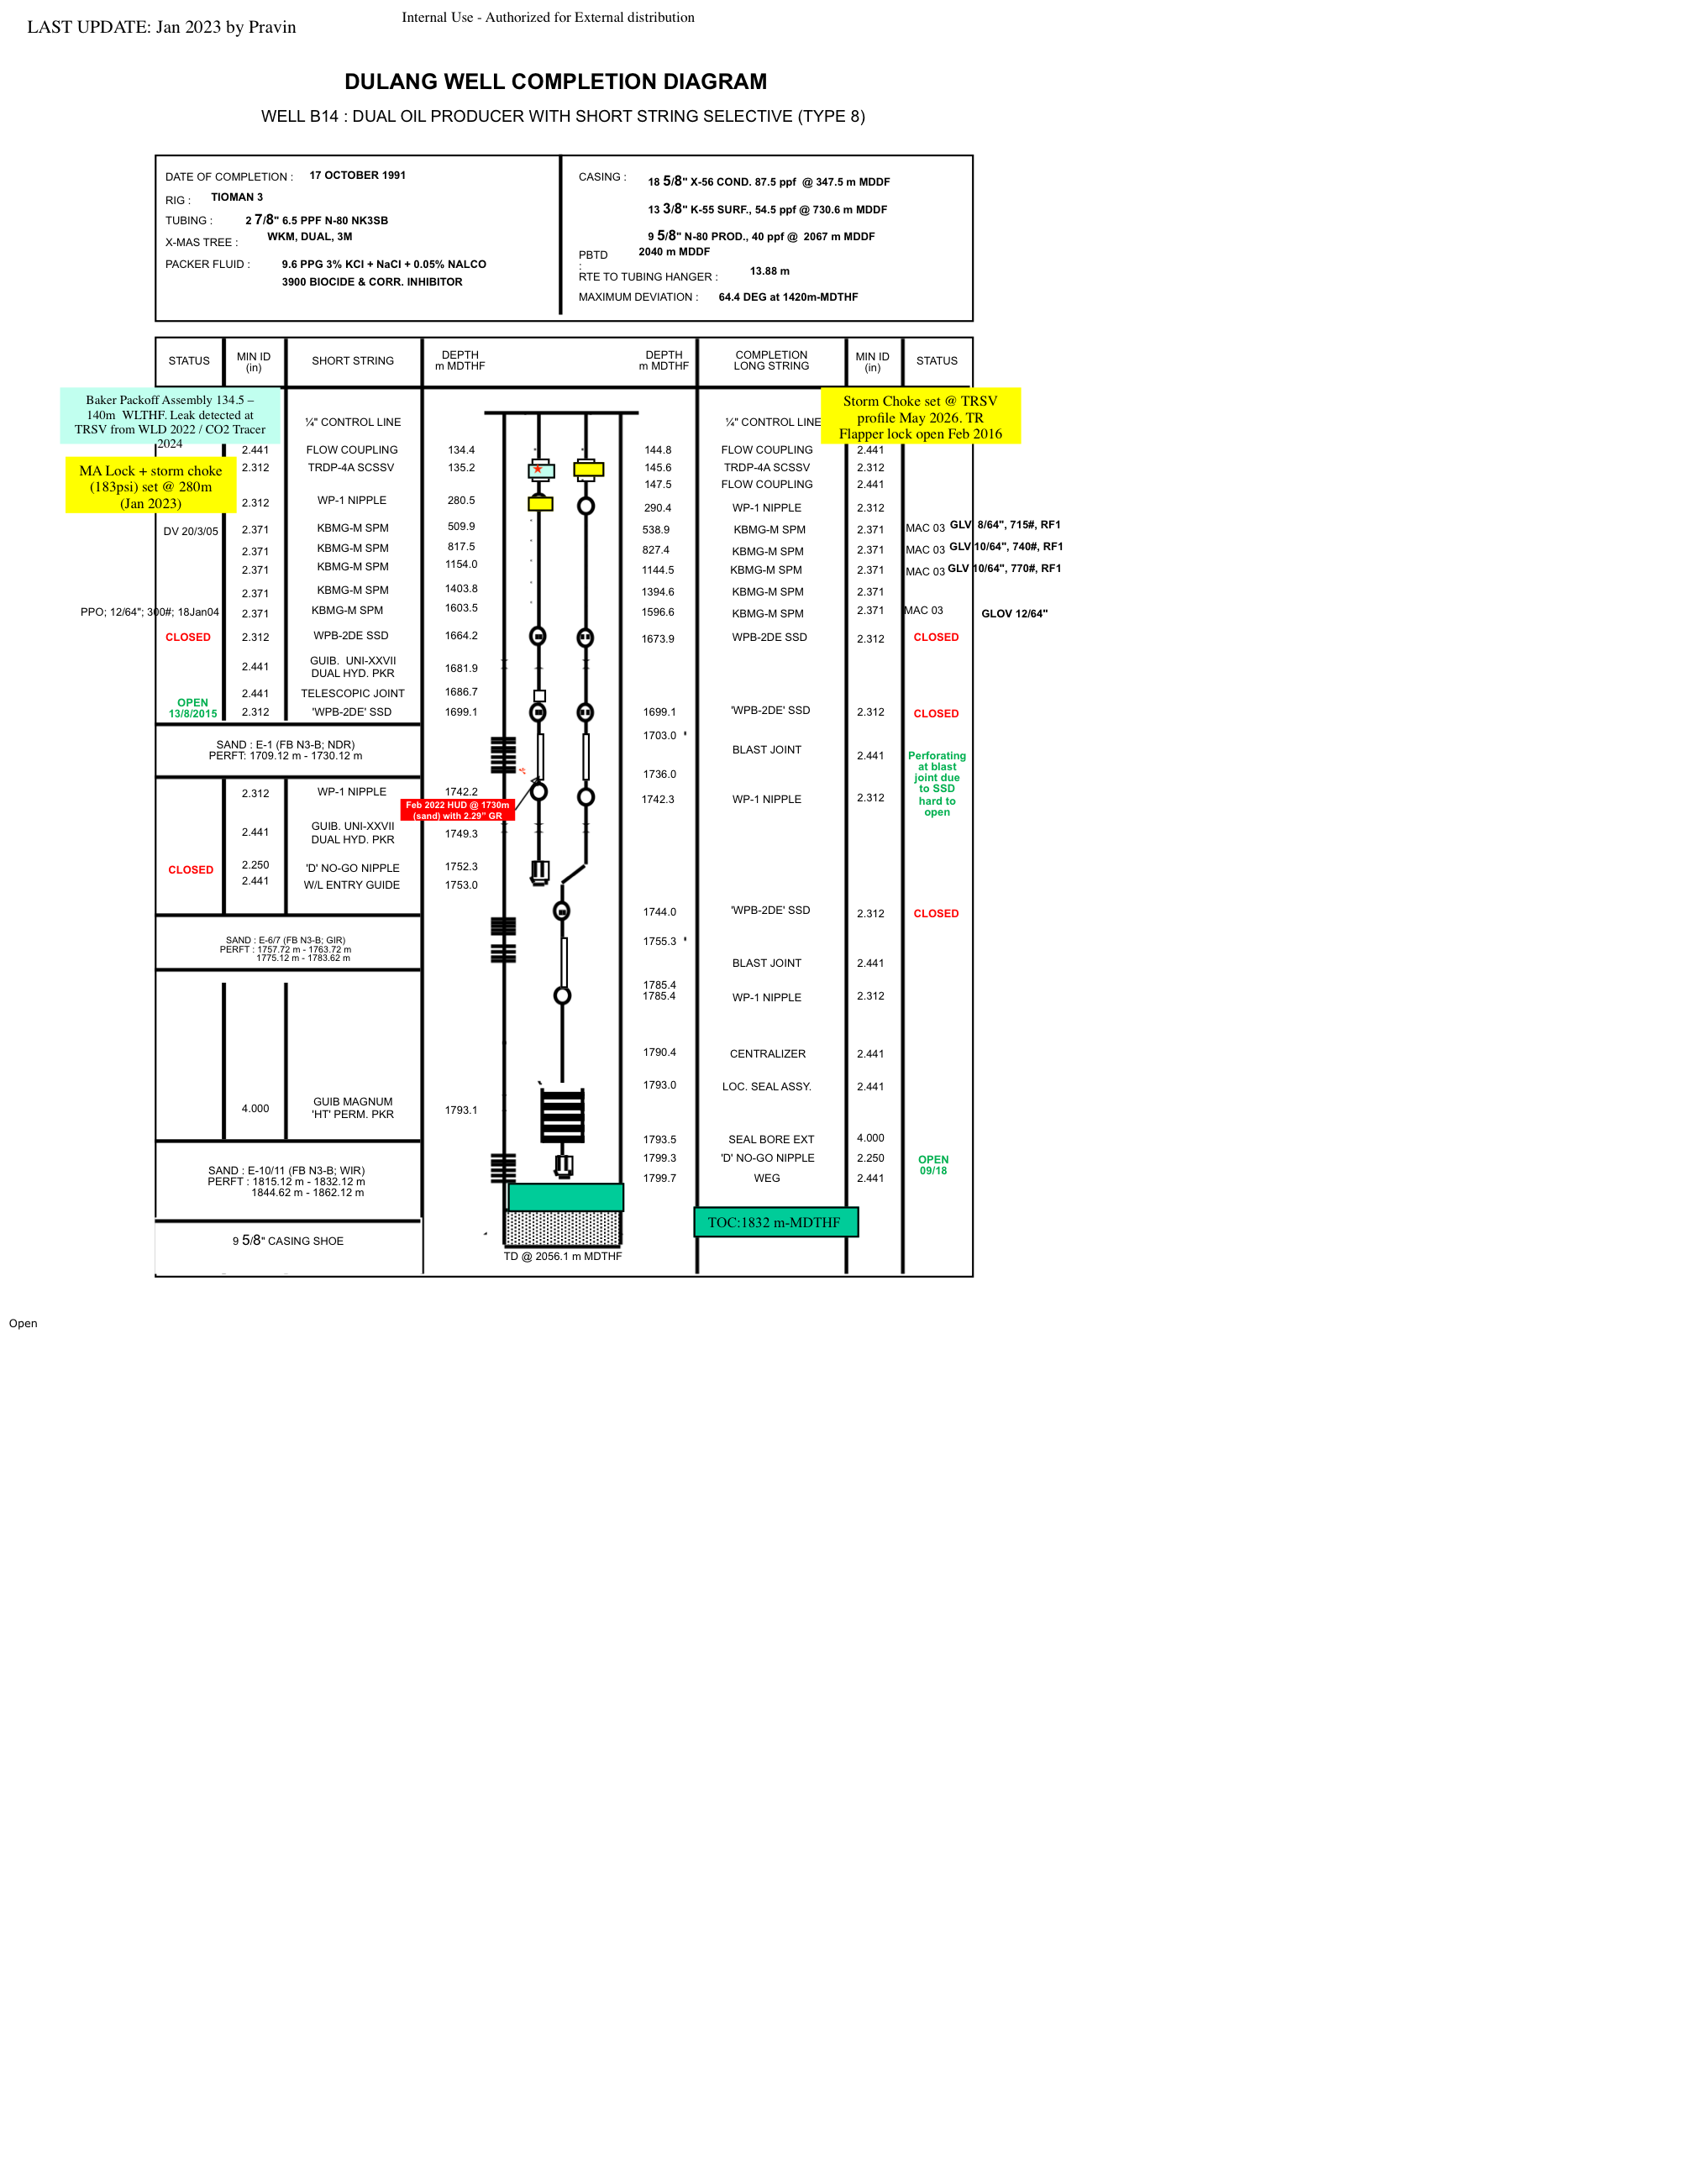 Internal Use - Authorized for External distribution
LAST UPDATE: Jan 2023 by Pravin
DULANG WELL COMPLETION DIAGRAM
WELL B14 : DUAL OIL PRODUCER WITH SHORT STRING SELECTIVE (TYPE 8)
DATE OF COMPLETION : 17 OCTOBER 1991
RIG : TIOMAN 3
TUBING : 2 7/8" 6.5 PPF N-80 NK3SB
X-MAS TREE : WKM, DUAL, 3M
PACKER FLUID : 9.6 PPG 3% KCl + NaCl + 0.05% NALCO
3900 BIOCIDE & CORR. INHIBITOR
CASING : 18 5/8" X-56 COND. 87.5 ppf @ 347.5 m MDDF
13 3/8" K-55 SURF., 54.5 ppf @ 730.6 m MDDF
9 5/8" N-80 PROD., 40 ppf @ 2067 m MDDF
PBTD : 2040 m MDDF
RTE TO TUBING HANGER : 13.88 m
MAXIMUM DEVIATION : 64.4 DEG at 1420m-MDTHF
STATUS MIN ID (in) SHORT STRING DEPTH m MDTHF DEPTH m MDTHF COMPLETION LONG STRING MIN ID (in) STATUS
Baker Packoff Assembly 134.5 –
140m WLTHF. Leak detected at
TRSV from WLD 2022 / CO2 Tracer
2024
Storm Choke set @ TRSV
profile May 2026. TR
Flapper lock open Feb 2016
¼" CONTROL LINE ¼" CONTROL LINE
2.441 FLOW COUPLING 134.4 144.8 FLOW COUPLING 2.441
MA Lock + storm choke
(183psi) set @ 280m
(Jan 2023)
2.312 TRDP-4A SCSSV 135.2 145.6 TRDP-4A SCSSV 2.312
147.5 FLOW COUPLING 2.441
2.312 WP-1 NIPPLE 280.5 290.4 WP-1 NIPPLE 2.312
DV 20/3/05 2.371 KBMG-M SPM 509.9 538.9 KBMG-M SPM 2.371 MAC 03 GLV 8/64", 715#, RF1
2.371 KBMG-M SPM 817.5 827.4 KBMG-M SPM 2.371 MAC 03 GLV 10/64", 740#, RF1
2.371 KBMG-M SPM 1154.0 1144.5 KBMG-M SPM 2.371 MAC 03 GLV 10/64", 770#, RF1
2.371 KBMG-M SPM 1403.8 1394.6 KBMG-M SPM 2.371
PPO; 12/64"; 300#; 18Jan04 2.371 KBMG-M SPM 1603.5 1596.6 KBMG-M SPM 2.371 MAC 03 GLOV 12/64"
CLOSED 2.312 WPB-2DE SSD 1664.2 1673.9 WPB-2DE SSD 2.312 CLOSED
2.441 GUIB. UNI-XXVII
DUAL HYD. PKR 1681.9
2.441 TELESCOPIC JOINT 1686.7
OPEN
13/8/2015 2.312 'WPB-2DE' SSD 1699.1 1699.1 'WPB-2DE' SSD 2.312 CLOSED
SAND : E-1 (FB N3-B; NDR)
PERFT: 1709.12 m - 1730.12 m
1703.0
BLAST JOINT 2.441
1736.0
Perforating
at blast
joint due
to SSD
hard to
open
2.312 WP-1 NIPPLE 1742.2 1742.3 WP-1 NIPPLE 2.312
Feb 2022 HUD @ 1730m
(sand) with 2.29" GR
2.441 GUIB. UNI-XXVII
DUAL HYD. PKR 1749.3
CLOSED 2.250 'D' NO-GO NIPPLE 1752.3
2.441 W/L ENTRY GUIDE 1753.0
1744.0 'WPB-2DE' SSD 2.312 CLOSED
SAND : E-6/7 (FB N3-B; GIR)
PERFT : 1757.72 m - 1763.72 m
1775.12 m - 1783.62 m
1755.3
BLAST JOINT 2.441
1785.4
1785.4 WP-1 NIPPLE 2.312
1790.4 CENTRALIZER 2.441
1793.0 LOC. SEAL ASSY. 2.441
4.000 GUIB MAGNUM
'HT' PERM. PKR 1793.1
1793.5 SEAL BORE EXT 4.000
1799.3 'D' NO-GO NIPPLE 2.250 OPEN
09/18
1799.7 WEG 2.441
SAND : E-10/11 (FB N3-B; WIR)
PERFT : 1815.12 m - 1832.12 m
1844.62 m - 1862.12 m
TOC:1832 m-MDTHF
9 5/8" CASING SHOE
TD @ 2056.1 m MDTHF
Open